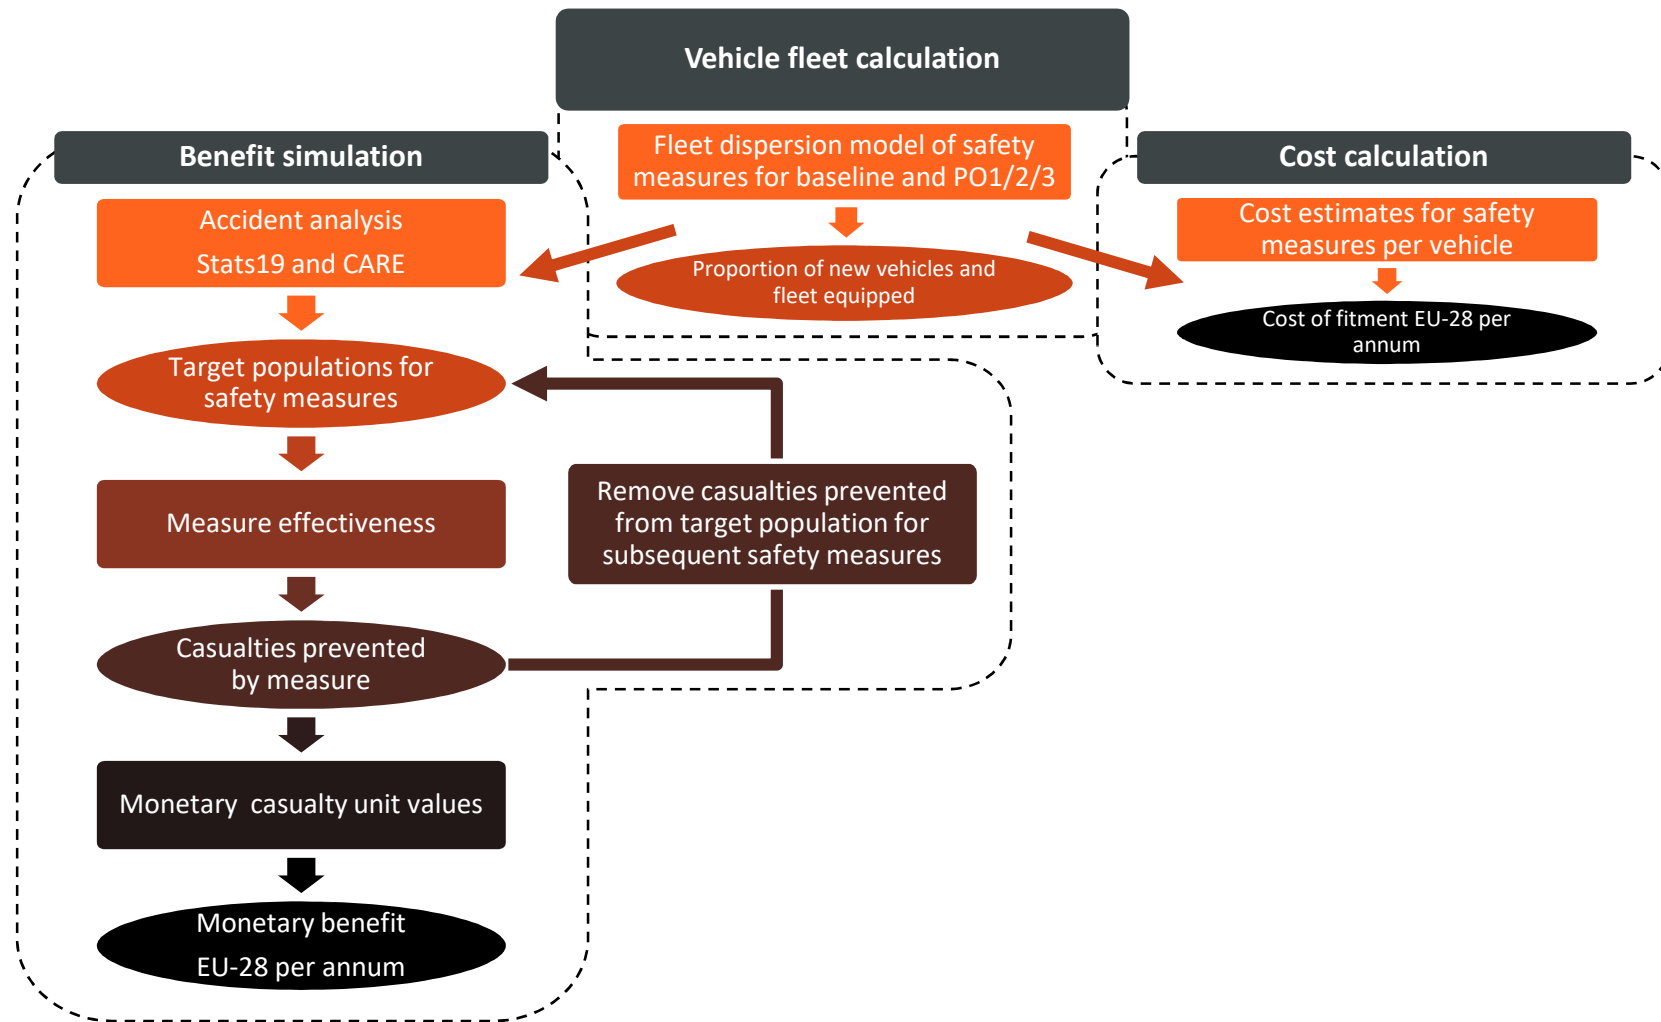 Vehicle fleet calculation
Fleet dispersion model of safety
measures for baseline and PO1/2/3
Proportion of new vehicles and
fleet equipped
Benefit simulation
Accident analysis
Stats19 and CARE
Target populations for
safety measures
Measure effectiveness
Casualties prevented
by measure
Remove casualties prevented
from target population for
subsequent safety measures
Monetary casualty unit values
Monetary benefit
EU-28 per annum
Cost calculation
Cost estimates for safety
measures per vehicle
Cost of fitment EU-28 per
annum